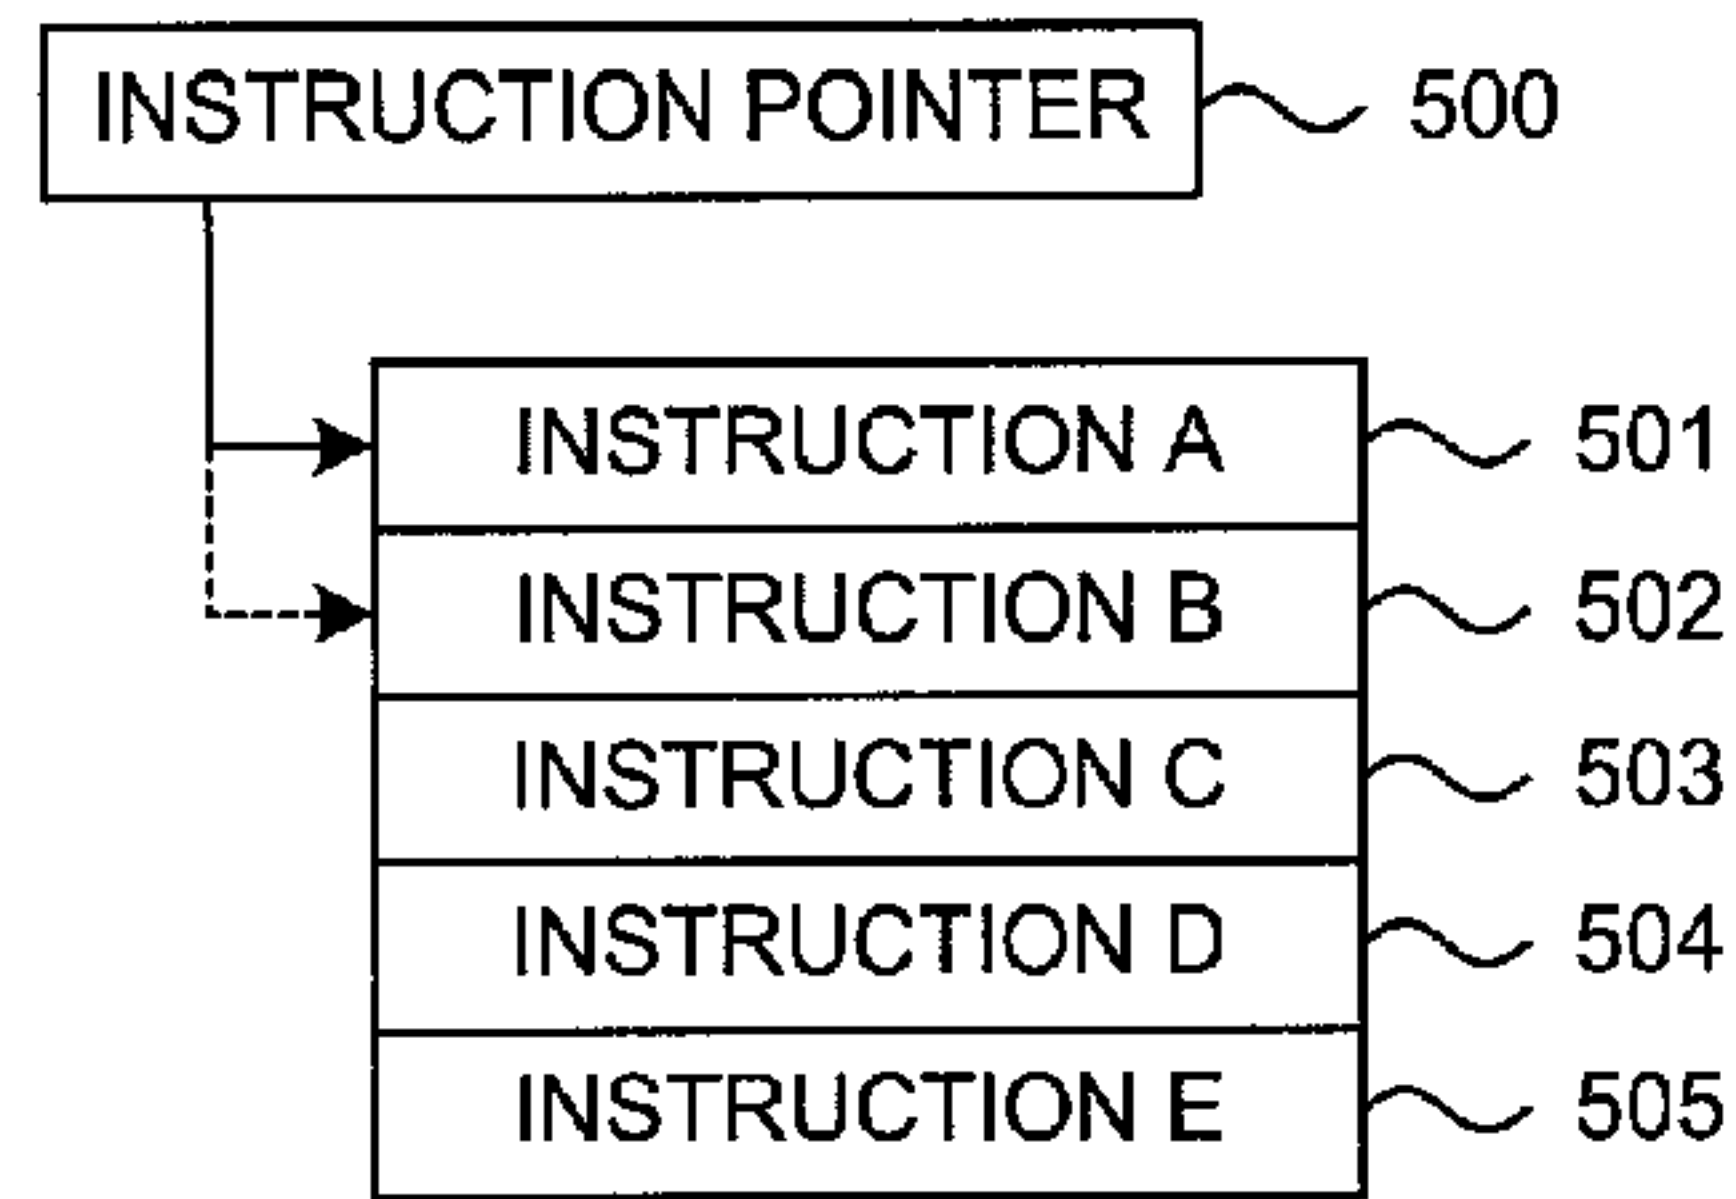 INSTRUCTION POINTER 500
INSTRUCTION A 501
INSTRUCTION B 502
INSTRUCTION C 503
INSTRUCTION D 504
INSTRUCTION E 505